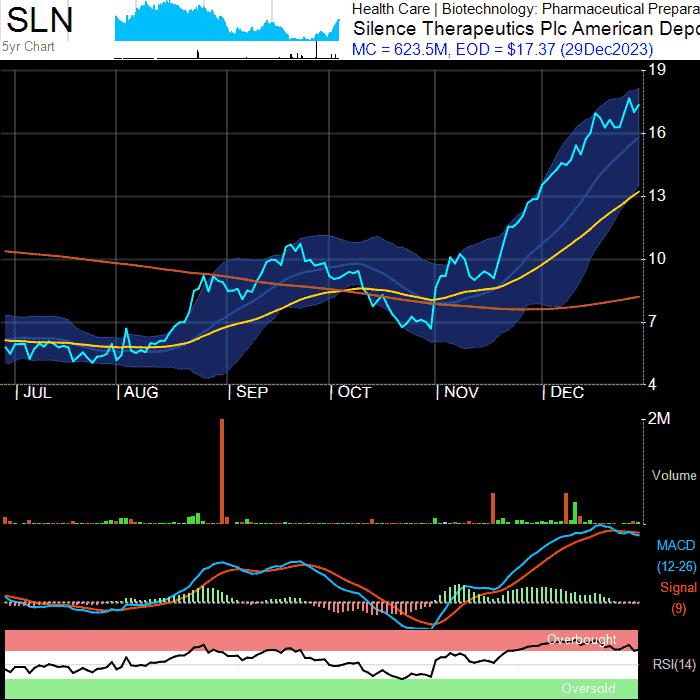 SLN
5yr Chart
Health Care | Biotechnology: Pharmaceutical Prepara
Silence Therapeutics Plc American Depo
MC = 623.5M, EOD = $17.37 (29Dec2023)
19
16
13
10
7
4
JUL AUG SEP OCT NOV DEC
2M
Volume
MACD
(12-26)
Signal
(9)
Overbought
RSI(14)
Oversold